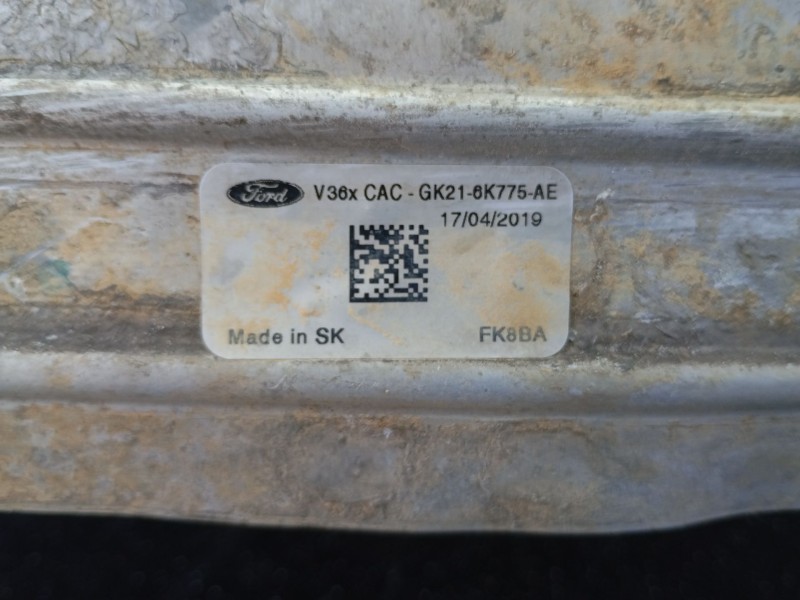 Ford V36x CAC - GK21-6K775-AE
17/04/2019
Made in SK FK8BA